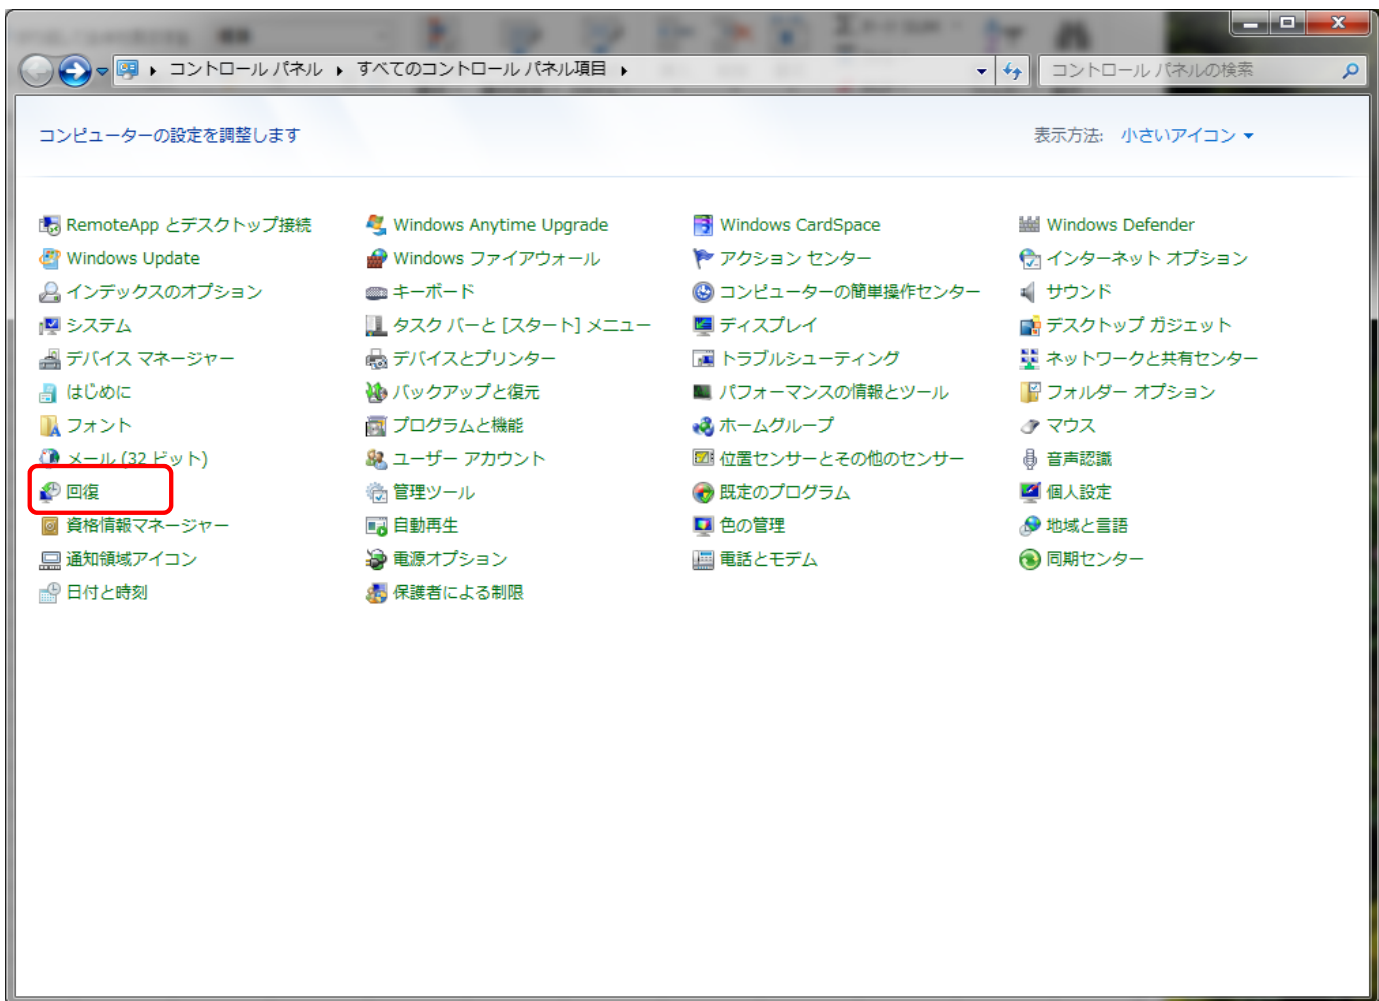 コントロール パネル ▸ すべてのコントロール パネル項目 ▸
コントロール パネルの検索
コンピューターの設定を調整します
表示方法: 小さいアイコン
RemoteApp とデスクトップ接続
Windows Anytime Upgrade
Windows CardSpace
Windows Defender
Windows Update
Windows ファイアウォール
アクション センター
インターネット オプション
インデックスのオプション
キーボード
コンピューターの簡単操作センター
サウンド
システム
タスク バーと [スタート] メニュー
ディスプレイ
デスクトップ ガジェット
デバイス マネージャー
デバイスとプリンター
トラブルシューティング
ネットワークと共有センター
はじめに
バックアップと復元
パフォーマンスの情報とツール
フォルダー オプション
フォント
プログラムと機能
ホームグループ
マウス
メール (32 ビット)
ユーザー アカウント
位置センサーとその他のセンサー
音声認識
回復
管理ツール
既定のプログラム
個人設定
資格情報マネージャー
自動再生
色の管理
地域と言語
通知領域アイコン
電源オプション
電話とモデム
同期センター
日付と時刻
保護者による制限